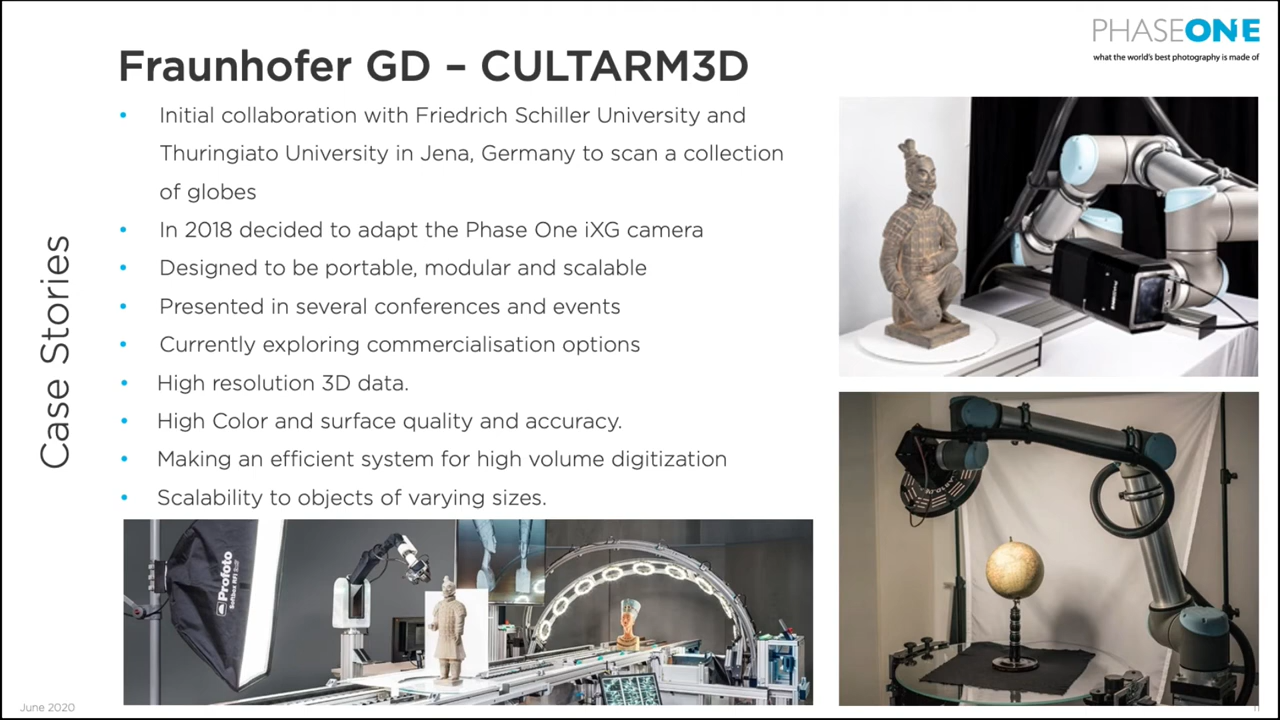 PHASEONE
what the world's best photography is made of
Fraunhofer GD – CULTARM3D
• Initial collaboration with Friedrich Schiller University and
Thuringiato University in Jena, Germany to scan a collection
of globes
• In 2018 decided to adapt the Phase One iXG camera
• Designed to be portable, modular and scalable
• Presented in several conferences and events
• Currently exploring commercialisation options
• High resolution 3D data.
• High Color and surface quality and accuracy.
• Making an efficient system for high volume digitization
• Scalability to objects of varying sizes.
Case Stories
Profoto
June 2020
11